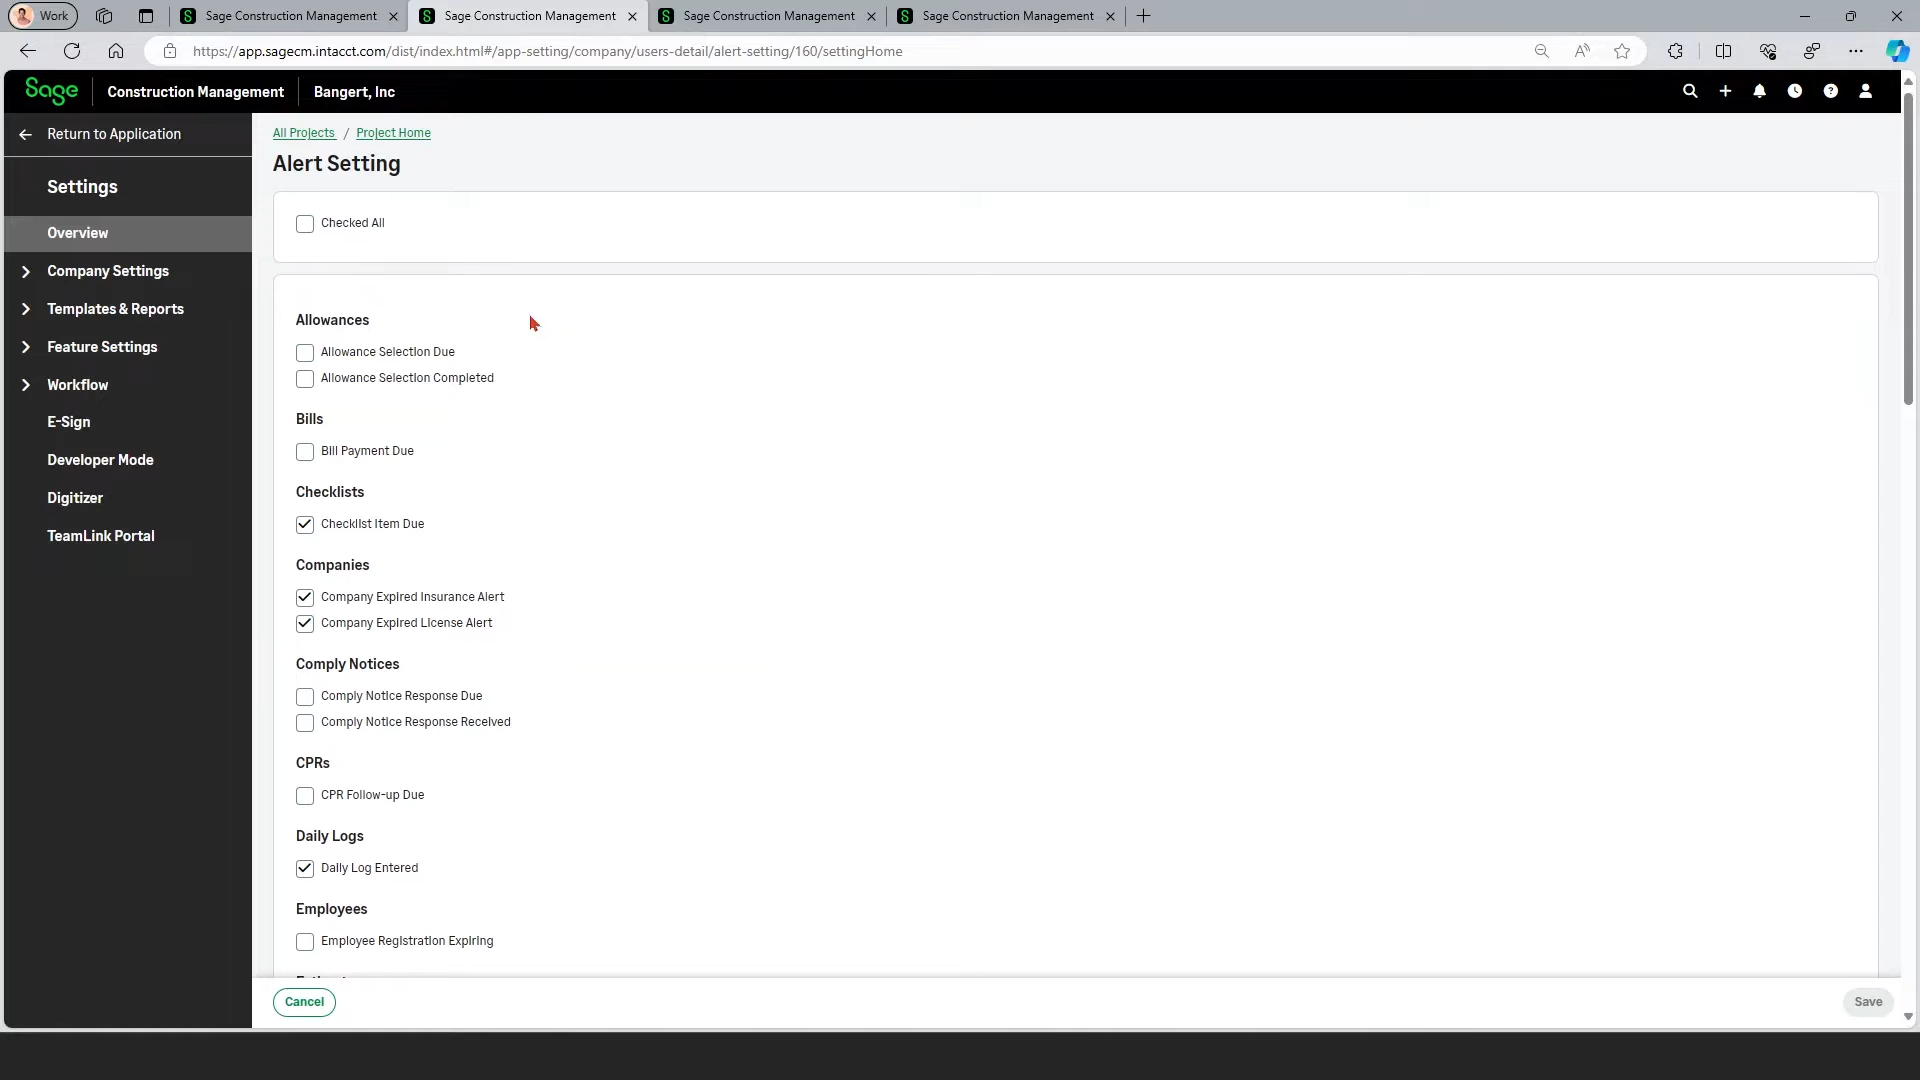 Work
Sage Construction Management
Sage Construction Management
Sage Construction Management
Sage Construction Management
https://app.sagecm.intacct.com/dist/index.html#/app-setting/company/users-detail/alert-setting/160/settingHome
Sage
Construction Management
Bangert, Inc
Return to Application
All Projects / Project Home
Alert Setting
Settings
Overview
Company Settings
Templates & Reports
Feature Settings
Workflow
E-Sign
Developer Mode
Digitizer
TeamLink Portal
Checked All
Allowances
Allowance Selection Due
Allowance Selection Completed
Bills
Bill Payment Due
Checklists
Checklist Item Due
Companies
Company Expired Insurance Alert
Company Expired License Alert
Comply Notices
Comply Notice Response Due
Comply Notice Response Received
CPRs
CPR Follow-up Due
Daily Logs
Daily Log Entered
Employees
Employee Registration Expiring
Cancel
Save